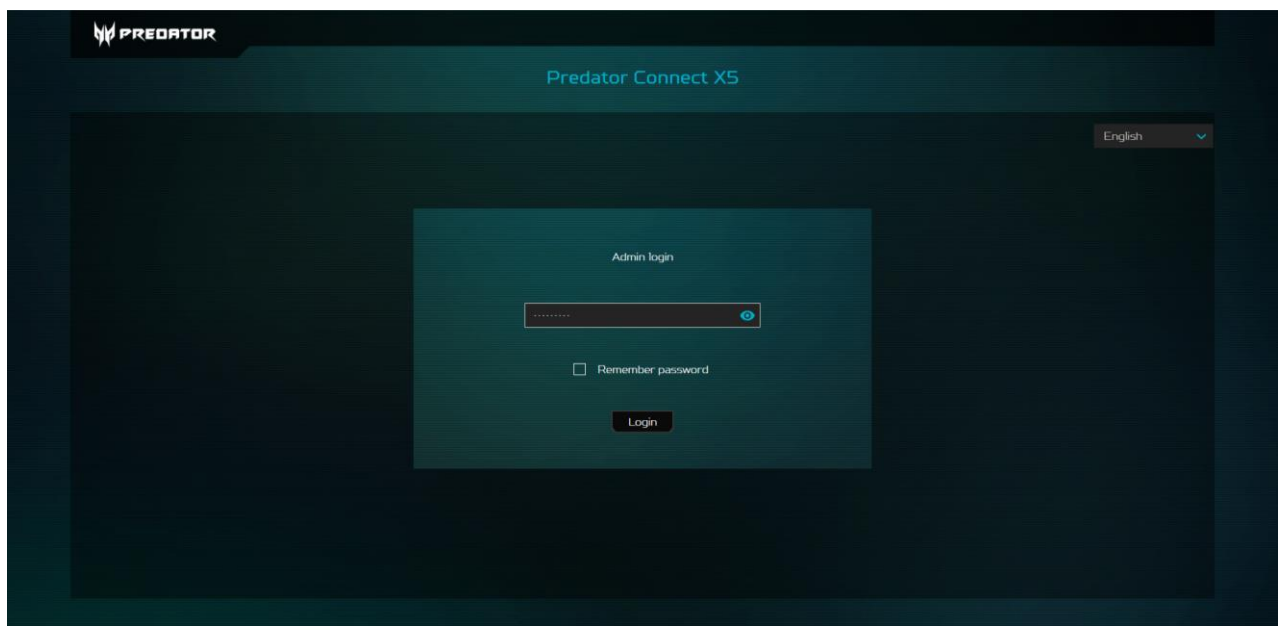 PREDATOR
Predator Connect X5
English
Admin login
.........
Remember password
Login